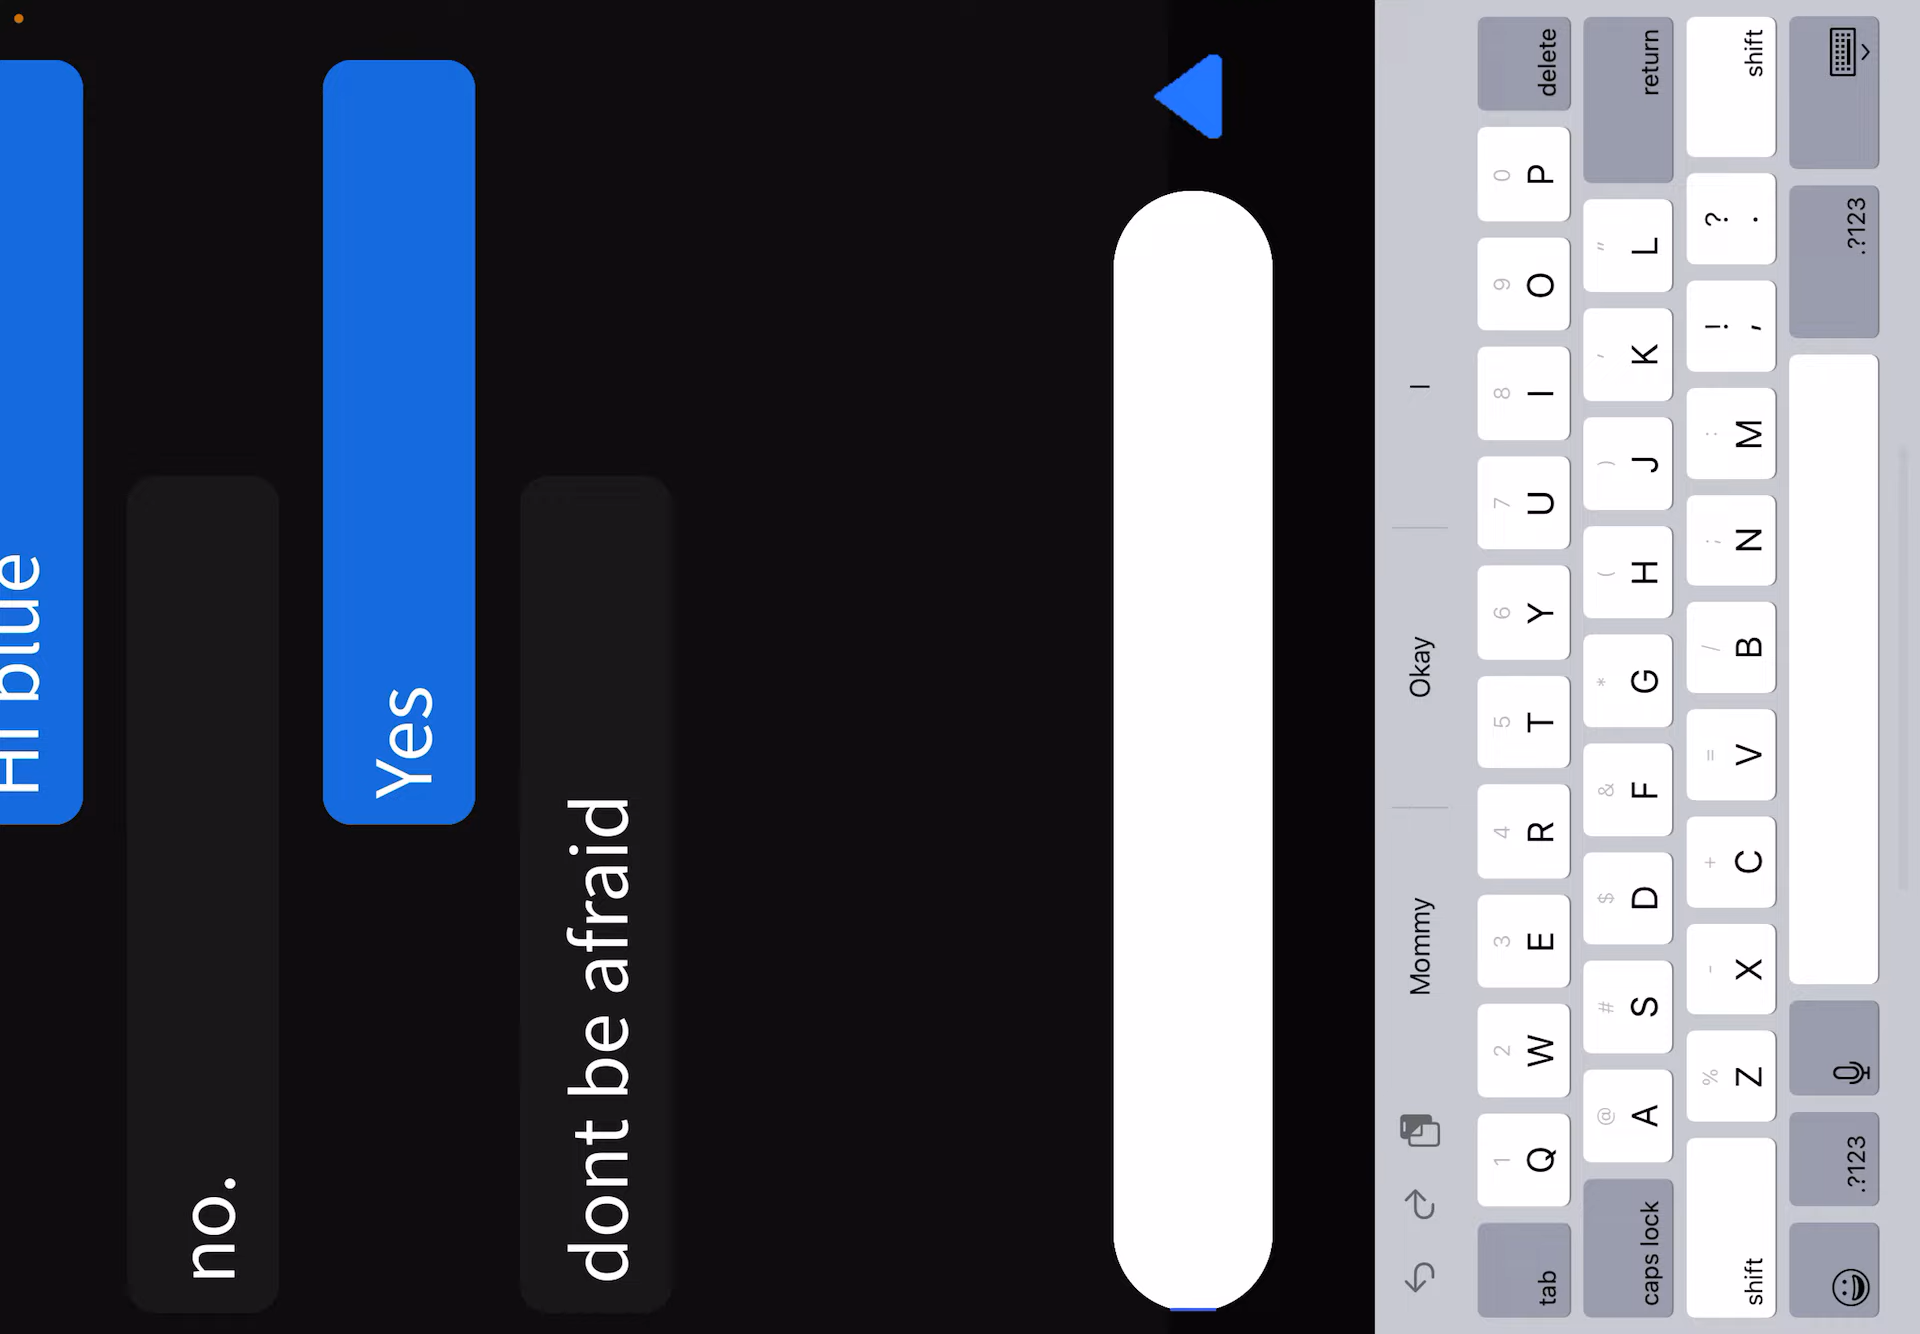 Hi blue
no.
Yes
dont be afraid
Mommy
Okay
I
tab
1 2 3 4 5 6 7 8 9 0
Q W E R T Y U I O P
delete
caps lock
@ # $ & * ( ) ' "
A S D F G H J K L
return
shift
% - + = / ; : ! ?
Z X C V B N M , .
shift
.?123
.?123